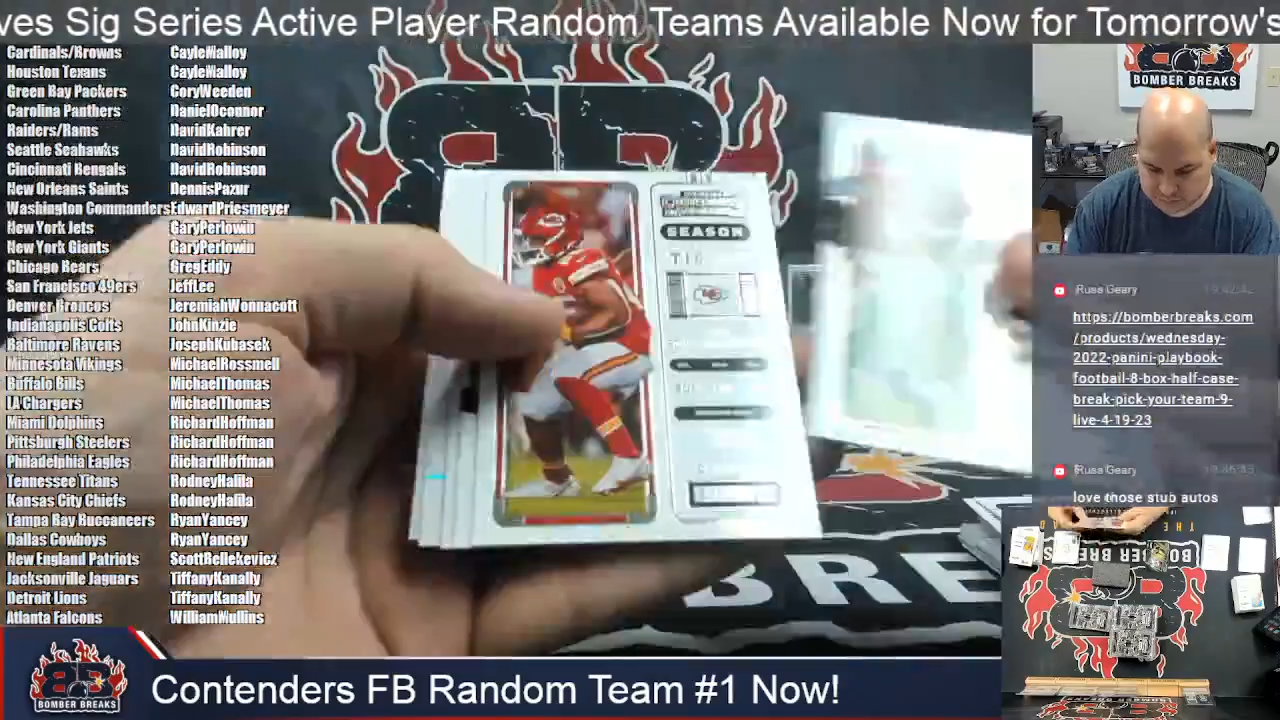 ves Sig Series Active Player Random Teams Available Now for Tomorrow's
Cardinals/Browns CayleMalloy
Houston Texans CayleMalloy
Green Bay Packers CoryWeeden
Carolina Panthers DanielOconnor
Raiders/Rams DavidKahrer
Seattle Seahawks DavidRobinson
Cincinnati Bengals DavidRobinson
New Orleans Saints DennisPazur
Washington Commanders EdwardPriesmeyer
New York Jets GaryPerlowin
New York Giants GaryPerlowin
Chicago Bears GregEddy
San Francisco 49ers JeffLee
Denver Broncos JeremiahWonnacott
Indianapolis Colts JohnKinzie
Baltimore Ravens JosephKubasek
Minnesota Vikings MichaelRossmell
Buffalo Bills MichaelThomas
LA Chargers MichaelThomas
Miami Dolphins RichardHoffman
Pittsburgh Steelers RichardHoffman
Philadelphia Eagles RichardHoffman
Tennessee Titans RodneyHalila
Kansas City Chiefs RodneyHalila
Tampa Bay Buccaneers RyanYancey
Dallas Cowboys RyanYancey
New England Patriots ScottBellekevicz
Jacksonville Jaguars TiffanyKanally
Detroit Lions TiffanyKanally
Atlanta Falcons WilliamMullins
SEASON
BRE
BOMBER BREAKS
Russ Geary 19:42:42
https://bomberbreaks.com
/products/wednesday-
2022-panini-playbook-
football-8-box-half-case-
break-pick-your-team-9-
live-4-19-23
Russ Geary
love those stub autos
BOMBER BREAKS
Contenders FB Random Team #1 Now!